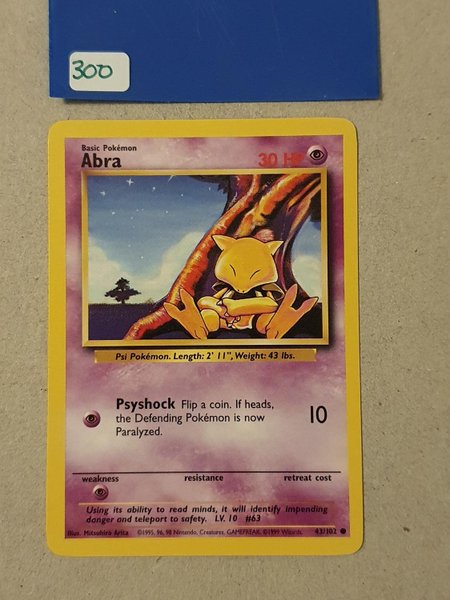 300
Basic Pokémon
Abra 30 HP
Psi Pokémon. Length: 2' 11", Weight: 43 lbs.
Psyshock Flip a coin. If heads,
the Defending Pokémon is now
Paralyzed.
10
weakness resistance retreat cost
Using its ability to read minds, it will identify impending
danger and teleport to safety. LV. 10 #63
Illus. Mitsuhiro Arita ©1995, 96, 98 Nintendo, Creatures, GAMEFREAK. ©1999 Wizards. 43/102